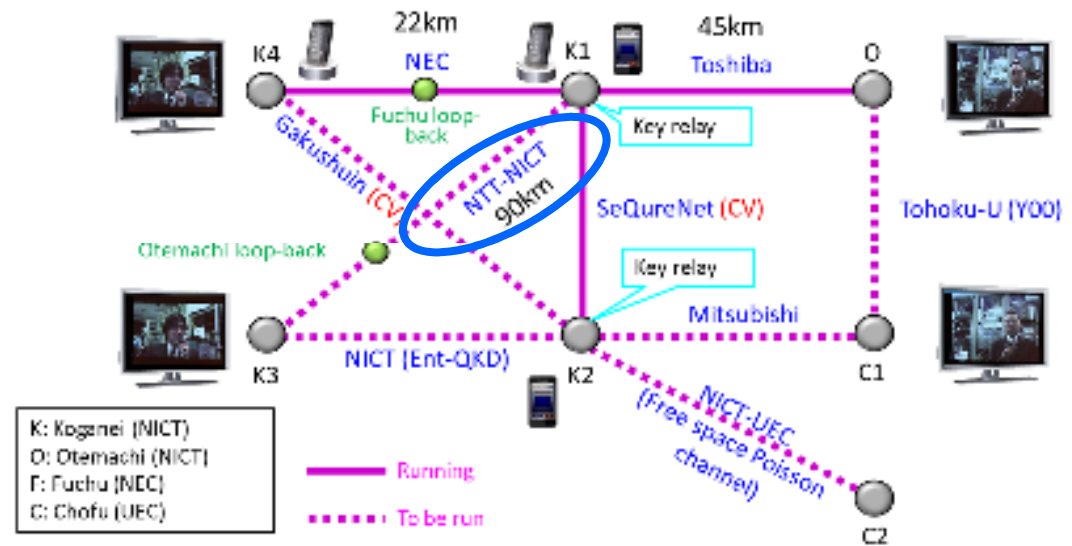 22km
45km
K4
NEC
K1
Toshiba
O
Fuchu loop-
back
Key relay
Gakushuin (CV)
NTT-NICT
90km
SeQureNet (CV)
Tohoku-U (Y00)
Otemachi loop-back
Key relay
Mitsubishi
NICT (Ent-QKD)
K3
K2
C1
NICT-UEC
(Free space Poisson
channel)
K: Koganei (NICT)
O: Otemachi (NICT)
F: Fuchu (NEC)
C: Chofu (UEC)
Running
To be run
C2